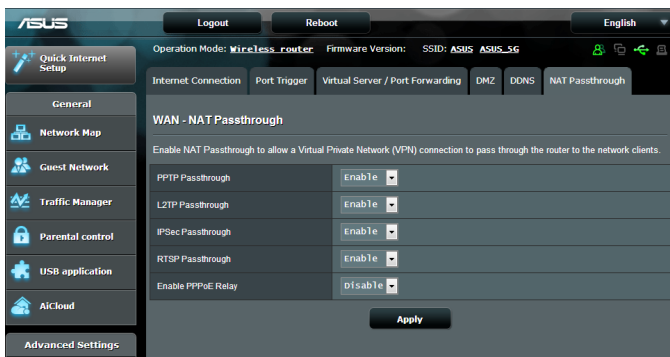 ASUS
Logout
Reboot
English
Quick Internet Setup
Operation Mode: Wireless router Firmware Version: SSID: ASUS ASUS_5G
Internet Connection
Port Trigger
Virtual Server / Port Forwarding
DMZ
DDNS
NAT Passthrough
General
Network Map
Guest Network
Traffic Manager
Parental control
USB application
AiCloud
Advanced Settings
WAN - NAT Passthrough
Enable NAT Passthrough to allow a Virtual Private Network (VPN) connection to pass through the router to the network clients.
PPTP Passthrough Enable
L2TP Passthrough Enable
IPSec Passthrough Enable
RTSP Passthrough Enable
Enable PPPoE Relay Disable
Apply